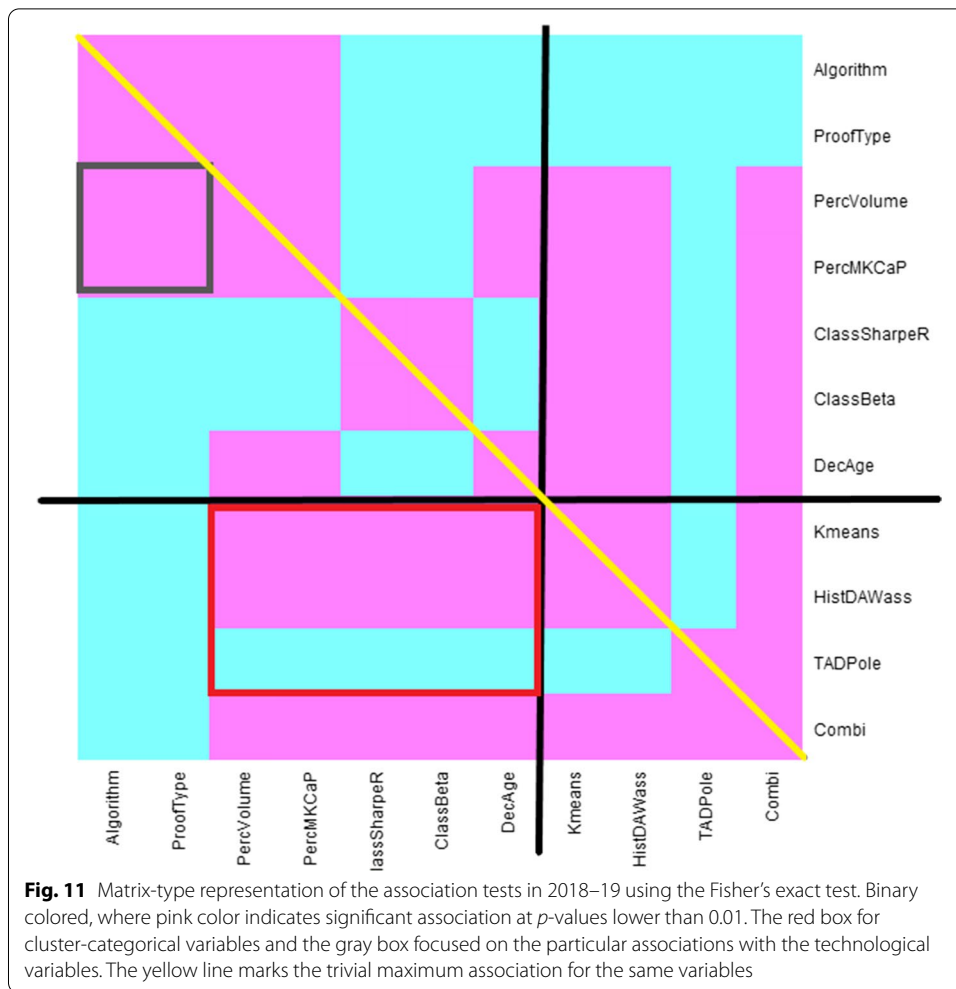 Algorithm
ProofType
PercVolume
PercMKCaP
ClassSharpeR
ClassBeta
DecAge
Kmeans
HistDAWass
TADPole
Combi
Algorithm
ProofType
PercVolume
PercMKCaP
lassSharpeR
ClassBeta
DecAge
Kmeans
HistDAWass
TADPole
Combi
Fig. 11 Matrix-type representation of the association tests in 2018–19 using the Fisher's exact test. Binary
colored, where pink color indicates significant association at p-values lower than 0.01. The red box for
cluster-categorical variables and the gray box focused on the particular associations with the technological
variables. The yellow line marks the trivial maximum association for the same variables